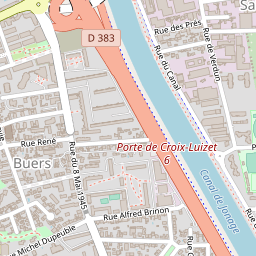 Sa
Rue des Prés
D 383
Rue du Canal
Rue de Verdun
Rue René
Porte de Croix-Luizet
6
Buers
Rue du 8 Mai 1945
Canal de Jonage
Rue Alfred Brinon
Rue Michel Dupeuble
Rue